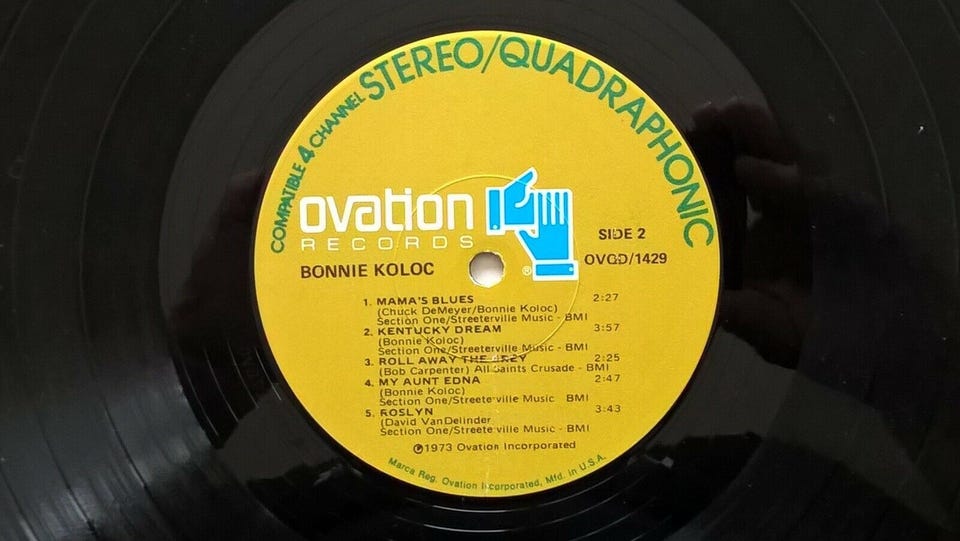 COMPATIBLE 4 CHANNEL STEREO/QUADRAPHONIC
ovation
RECORDS
®
SIDE 2
BONNIE KOLOC
OVQD/1429
1. MAMA'S BLUES 2:27
(Chuck DeMeyer/Bonnie Koloc)
Section One/Streeterville Music - BMI
2. KENTUCKY DREAM 3:57
(Bonnie Koloc)
Section One/Streeterville Music - BMI
3. ROLL AWAY THE GREY 2:25
(Bob Carpenter) All Saints Crusade - BMI
4. MY AUNT EDNA 2:47
(Bonnie Koloc)
Section One/Streeterville Music BMI
5. ROSLYN 3:43
(David VanDelinder
Section One/Streeterville Music - BMI
℗1973 Ovation Incorporated
Marca Reg. Ovation Incorporated, Mfd. in U.S.A.